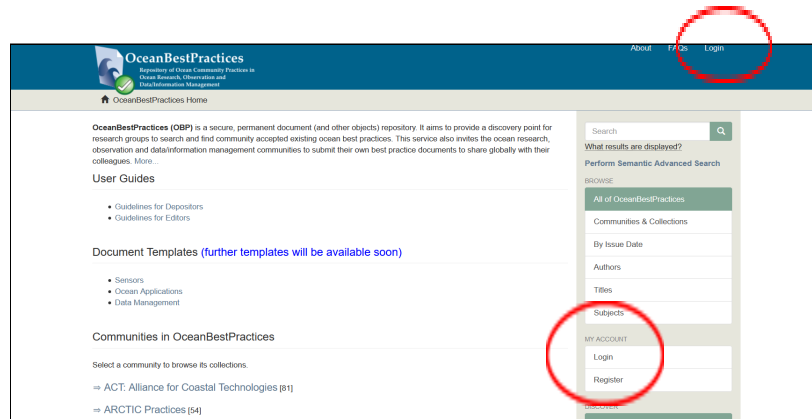 About FAQs Login
OceanBestPractices
Repository of Ocean Community Practices in
Ocean Research, Observation and
Data/Information Management
OceanBestPractices Home
OceanBestPractices (OBP) is a secure, permanent document (and other objects) repository. It aims to provide a discovery point for
research groups to search and find community accepted existing ocean best practices. This service also invites the ocean research,
observation and data/information management communities to submit their own best practice documents to share globally with their
colleagues. More...
User Guides
• Guidelines for Depositors
• Guidelines for Editors
Document Templates (further templates will be available soon)
• Sensors
• Ocean Applications
• Data Management
Communities in OceanBestPractices
Select a community to browse its collections.
⇒ ACT: Alliance for Coastal Technologies [81]
⇒ ARCTIC Practices [54]
Search
What results are displayed?
Perform Semantic Advanced Search
BROWSE
All of OceanBestPractices
Communities & Collections
By Issue Date
Authors
Titles
Subjects
MY ACCOUNT
Login
Register
DISCOVER